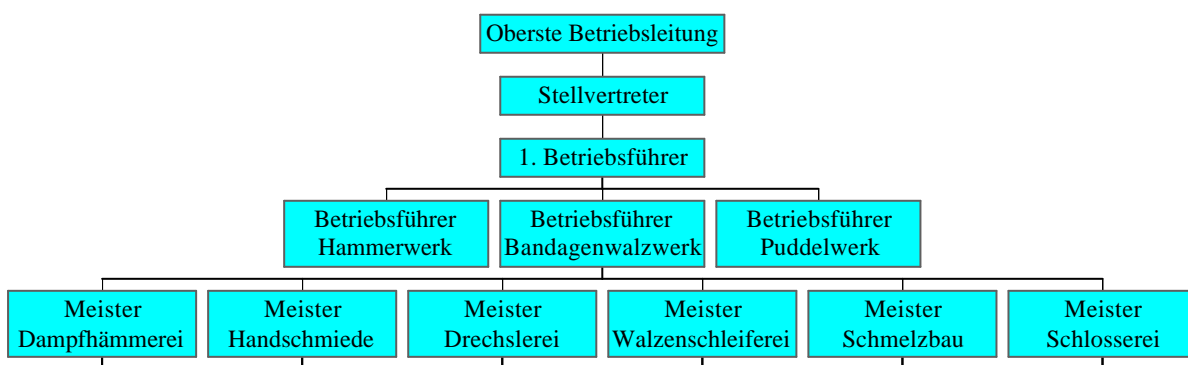 Oberste Betriebsleitung
Stellvertreter
1. Betriebsführer
Betriebsführer
Hammerwerk
Betriebsführer
Bandagenwalzwerk
Betriebsführer
Puddelwerk
Meister
Dampfhämmerei
Meister
Handschmiede
Meister
Drechslerei
Meister
Walzenschleiferei
Meister
Schmelzbau
Meister
Schlosserei